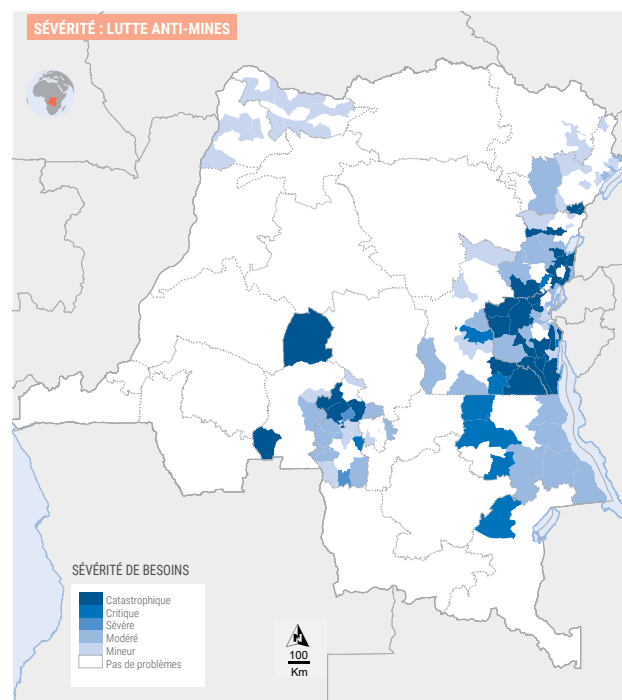 SÉVÉRITÉ : LUTTE ANTI-MINES
SÉVÉRITÉ DE BESOINS
Catastrophique
Critique
Sévère
Modéré
Mineur
Pas de problèmes
N
100
Km